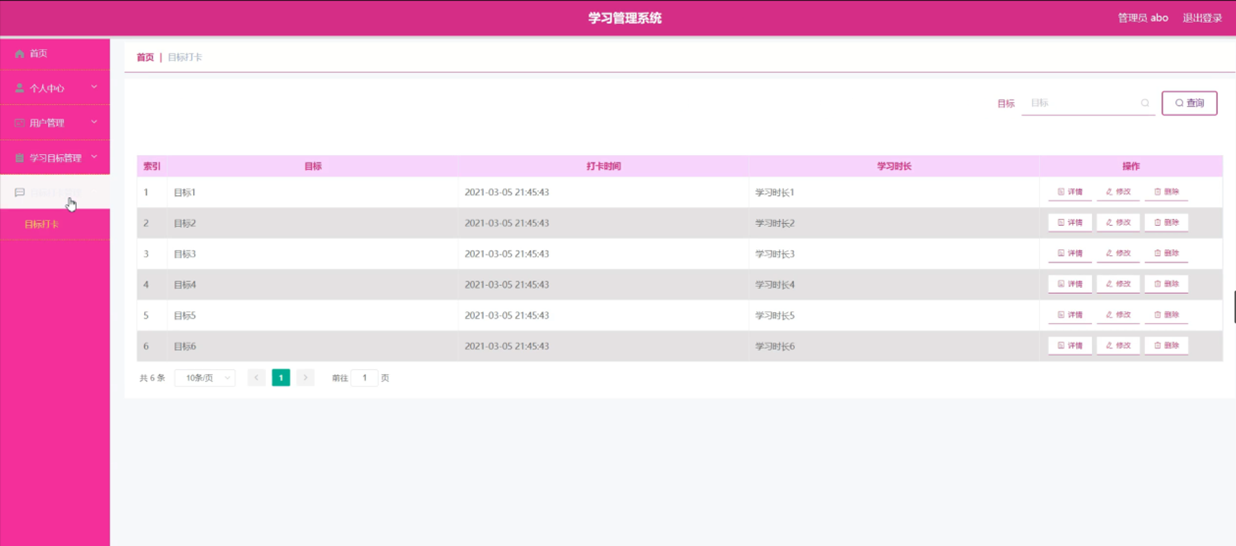 学习管理系统
管理员 abo 退出登录
首页
个人中心
用户管理
学习目标管理
目标打卡
首页 | 目标打卡
目标 目标 查询
索引 目标 打卡时间 学习时长 操作
1 目标1 2021-03-05 21:45:43 学习时长1 详情 修改 删除
2 目标2 2021-03-05 21:45:43 学习时长2 详情 修改 删除
3 目标3 2021-03-05 21:45:43 学习时长3 详情 修改 删除
4 目标4 2021-03-05 21:45:43 学习时长4 详情 修改 删除
5 目标5 2021-03-05 21:45:43 学习时长5 详情 修改 删除
6 目标6 2021-03-05 21:45:43 学习时长6 详情 修改 删除
共 6 条 10条/页 < 1 > 前往 1 页